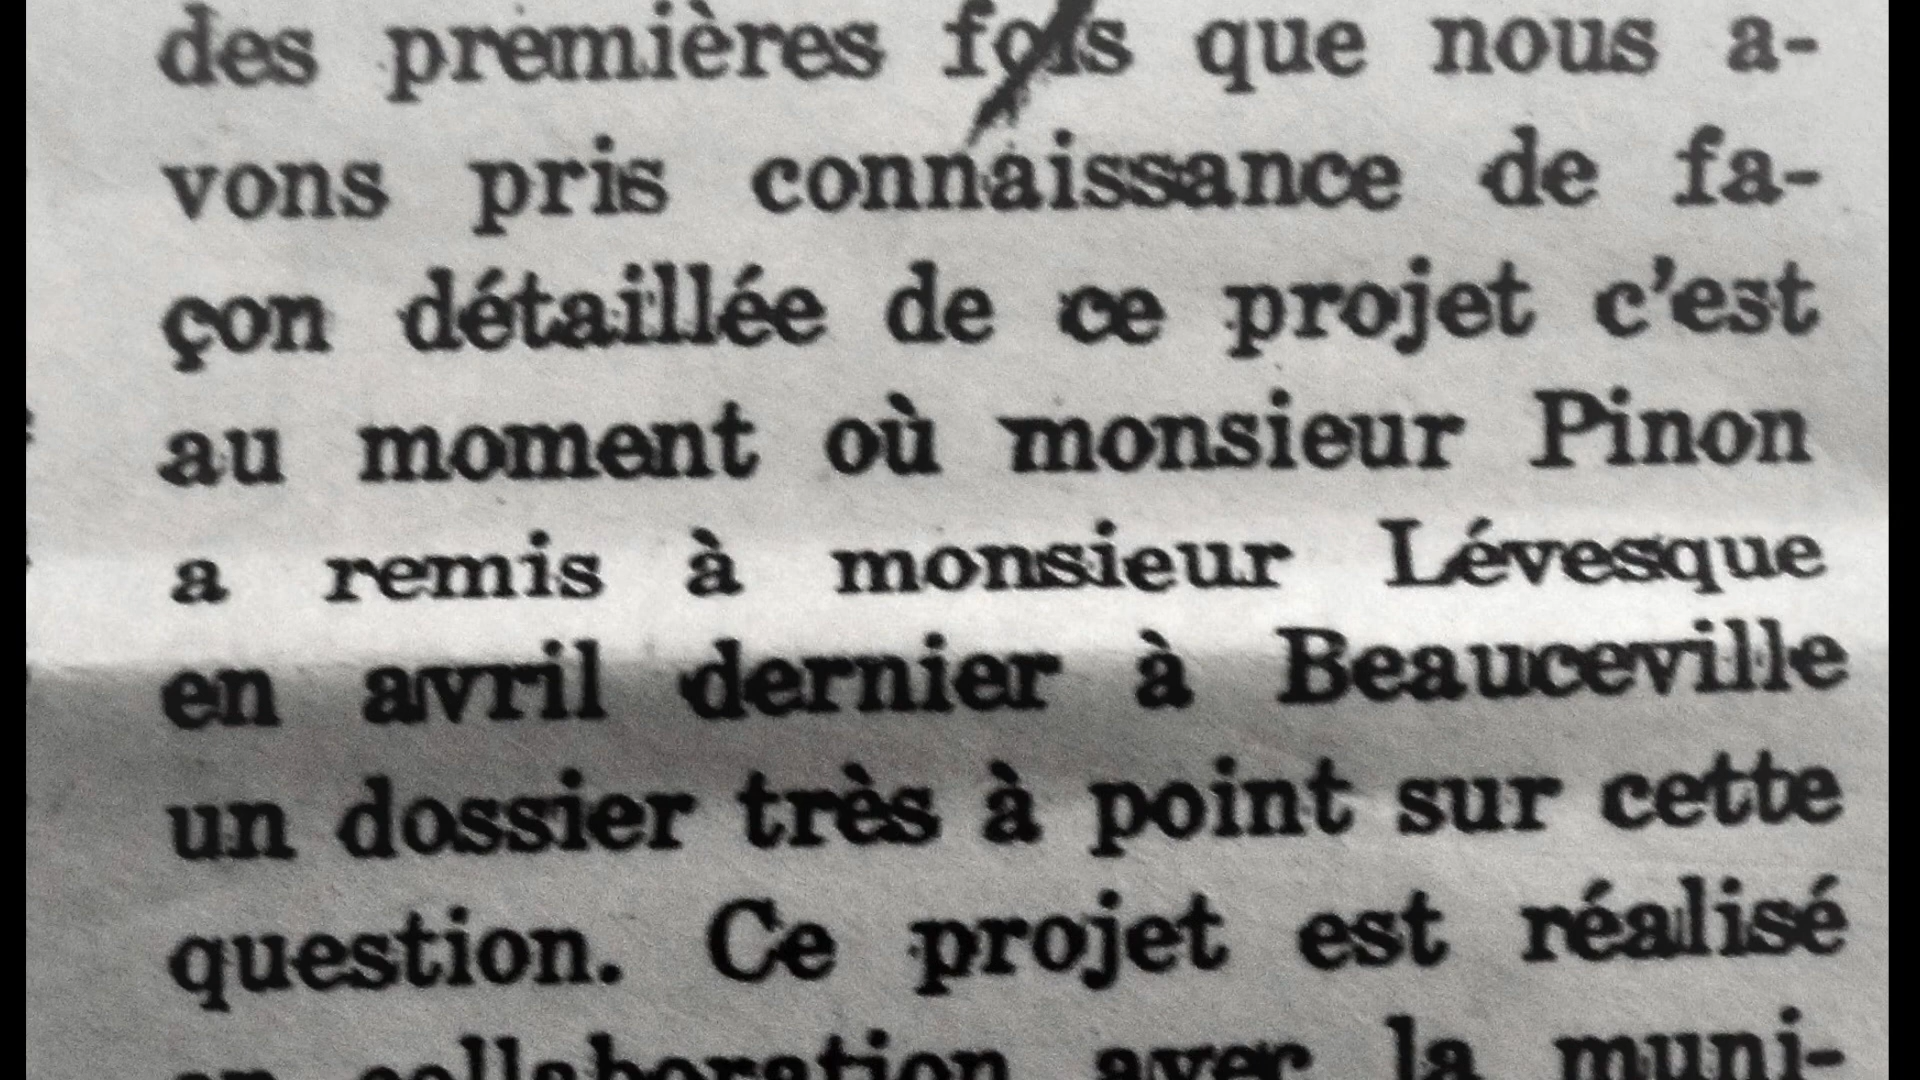 des premières fois que nous a-
vons pris connaissance de fa-
çon détaillée de ce projet c'est
au moment où monsieur Pinon
a remis à monsieur Lévesque
en avril dernier à Beauceville
un dossier très à point sur cette
question. Ce projet est réalisé
en collaboration avec la muni-